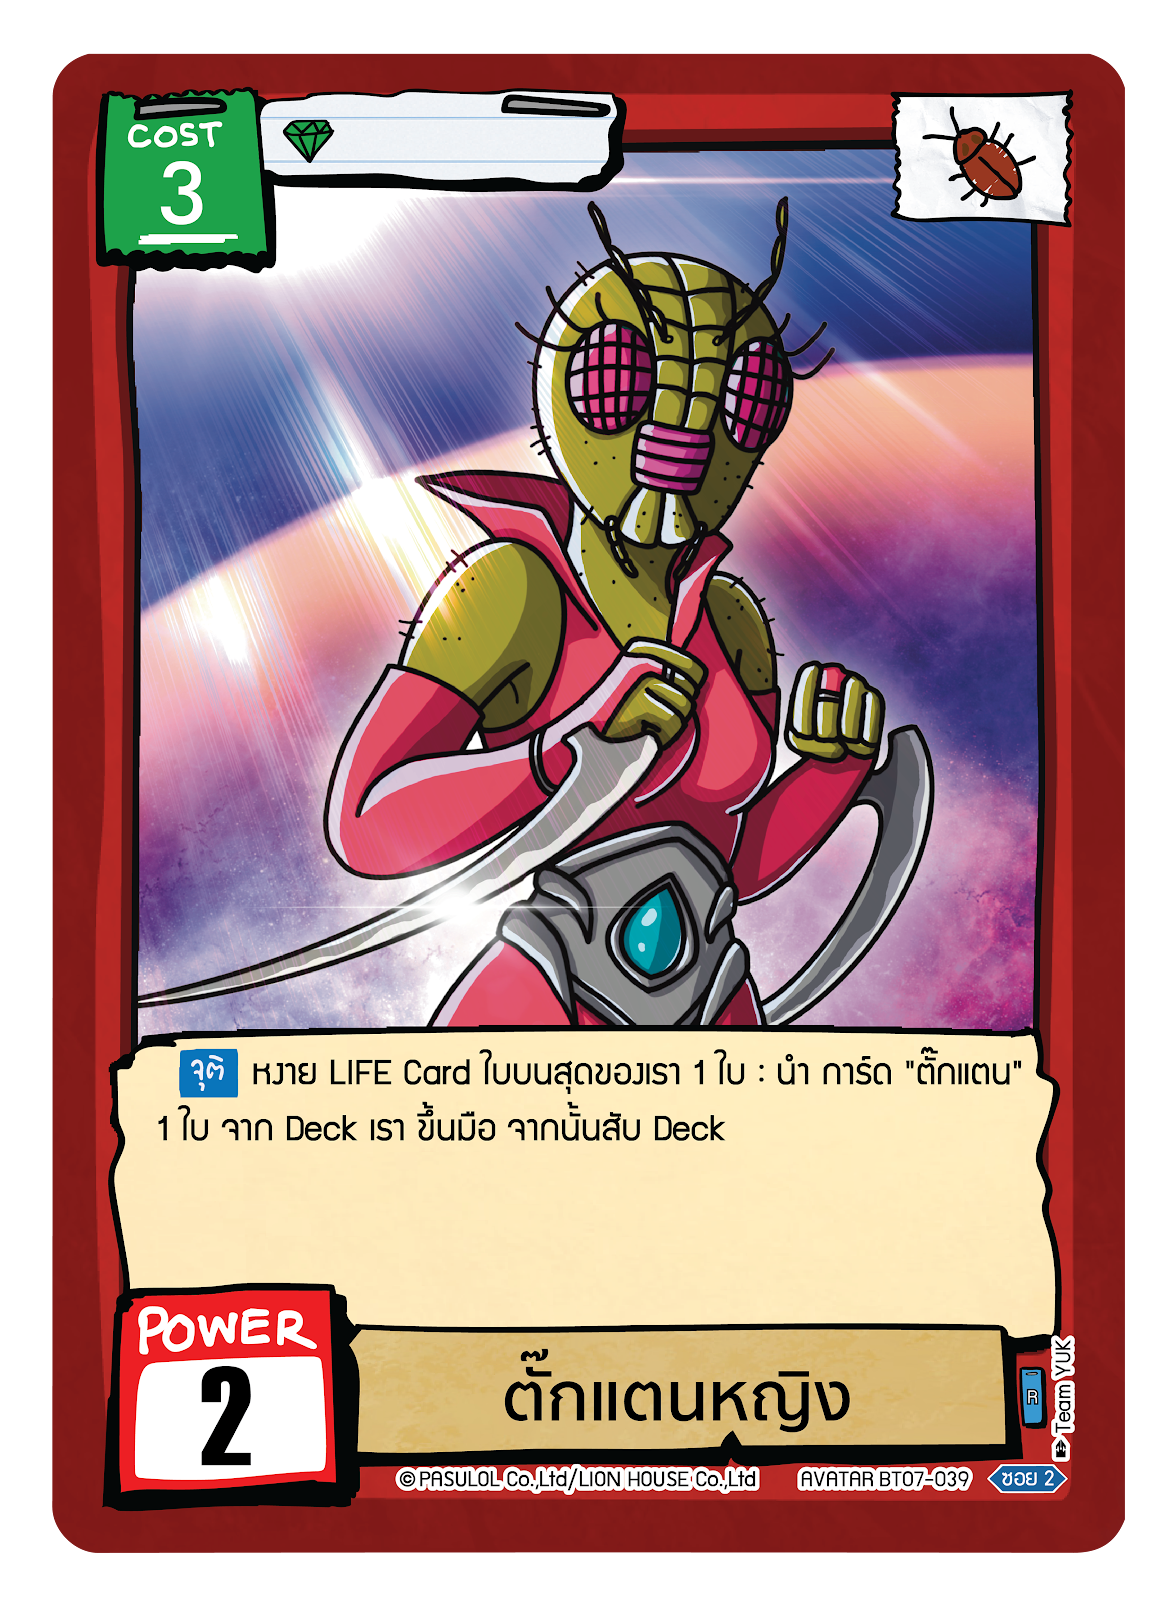 COST
3
จุติ หงาย LIFE Card ใบบนสุดของเรา 1 ใบ : นำ การ์ด "ตั๊กแตน"
1 ใบ จาก Deck เรา ขึ้นมือ จากนั้นสับ Deck
POWER
2
ตั๊กแตนหญิง
R
Team YUK
©PASULOL Co.,Ltd/LION HOUSE Co.,Ltd AVATAR BT07-039 ซอย 2